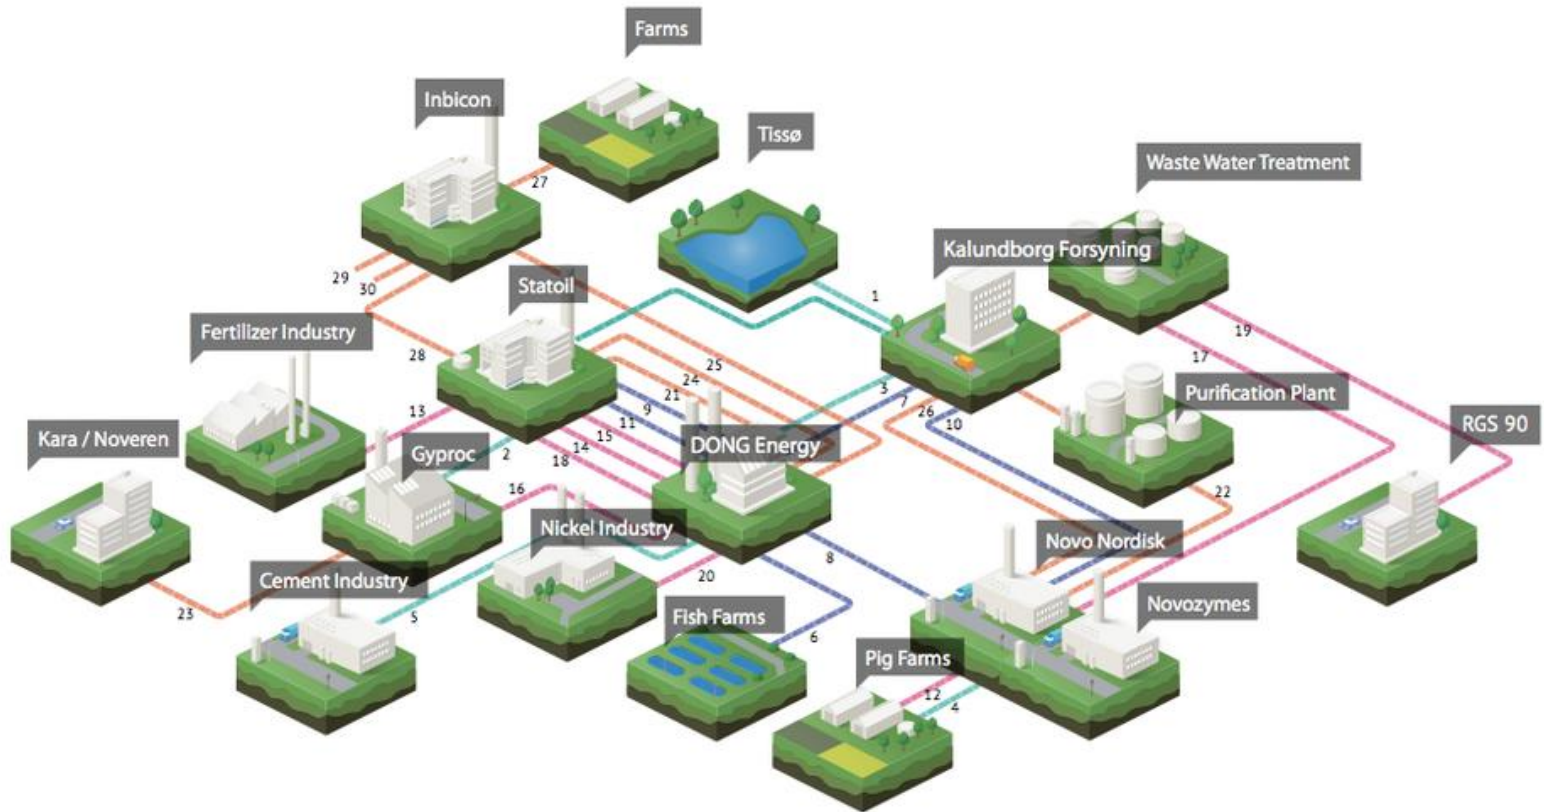 Farms
Inbicon
Tissø
Waste Water Treatment
27
Kalundborg Forsyning
29
30
Statoil
1
Fertilizer Industry
19
28
25
17
24
3
21
7
Purification Plant
9
26
13
11
10
Kara / Noveren
RGS 90
15
DONG Energy
Gyproc
2
14
18
16
22
Nickel Industry
Novo Nordisk
8
20
Cement Industry
Novozymes
23
5
Fish Farms
6
Pig Farms
12
4